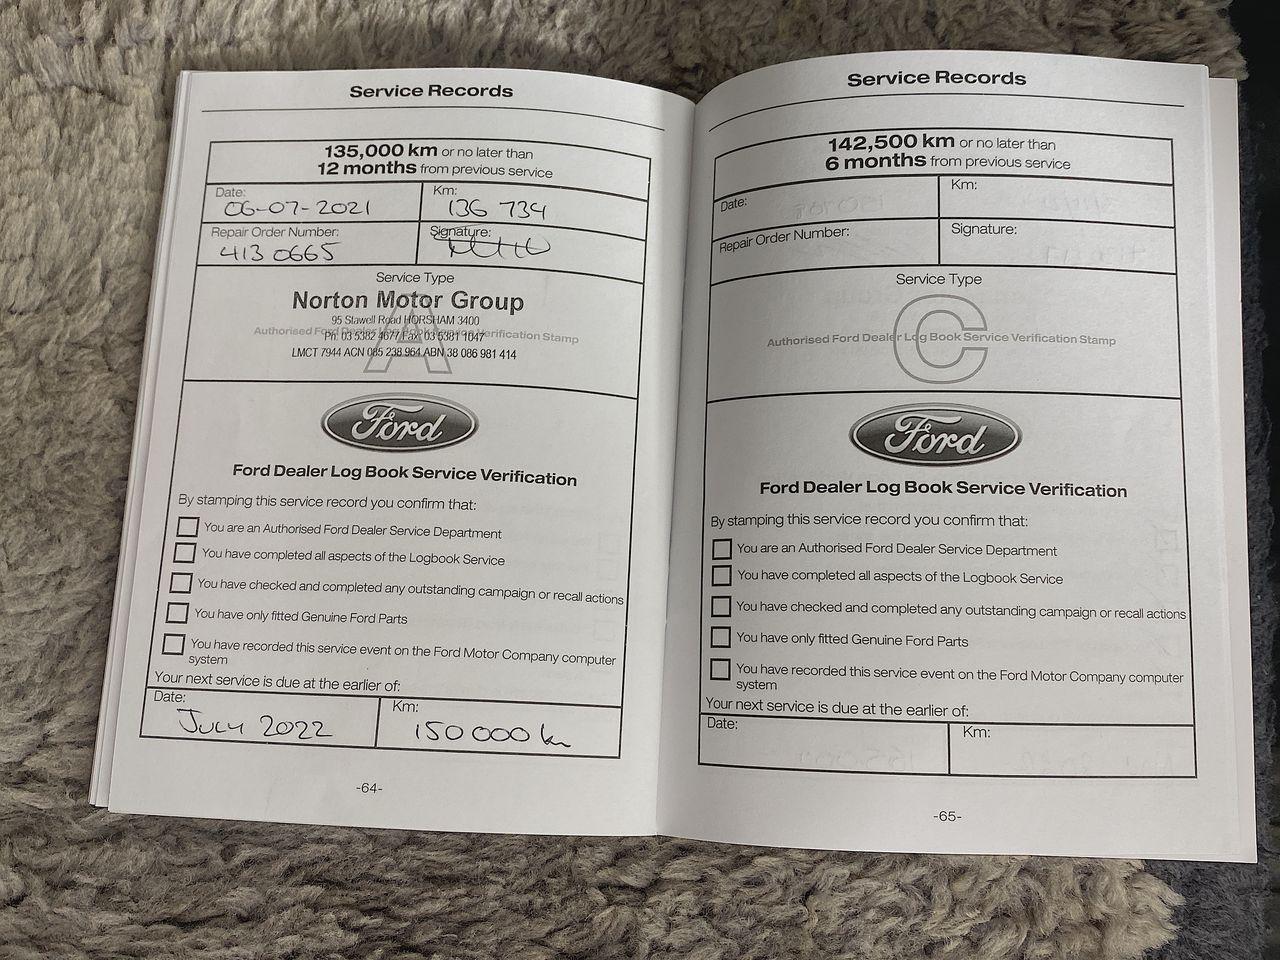 Service Records
135,000 km or no later than
12 months from previous service
Date:
06-07-2021
Km:
136 734
Repair Order Number:
413 0665
Signature:
Service Type
A
Norton Motor Group
95 Stawell Road HORSHAM 3400
Authorised Ford Dealer Log Book Service Verification Stamp
Ph: 03 5382 4677 Fax: 03 5381 1047
LMCT 7944 ACN 085 238 964 ABN 38 086 981 414
Ford
Ford Dealer Log Book Service Verification
By stamping this service record you confirm that:
You are an Authorised Ford Dealer Service Department
You have completed all aspects of the Logbook Service
You have checked and completed any outstanding campaign or recall actions
You have only fitted Genuine Ford Parts
You have recorded this service event on the Ford Motor Company computer
system
Your next service is due at the earlier of:
Date:
July 2022
Km:
150 000 km
-64-
Service Records
142,500 km or no later than
6 months from previous service
Date:
Km:
Repair Order Number:
Signature:
Service Type
C
Authorised Ford Dealer Log Book Service Verification Stamp
Ford
Ford Dealer Log Book Service Verification
By stamping this service record you confirm that:
You are an Authorised Ford Dealer Service Department
You have completed all aspects of the Logbook Service
You have checked and completed any outstanding campaign or recall actions
You have only fitted Genuine Ford Parts
You have recorded this service event on the Ford Motor Company computer
system
Your next service is due at the earlier of:
Date:
Km:
-65-